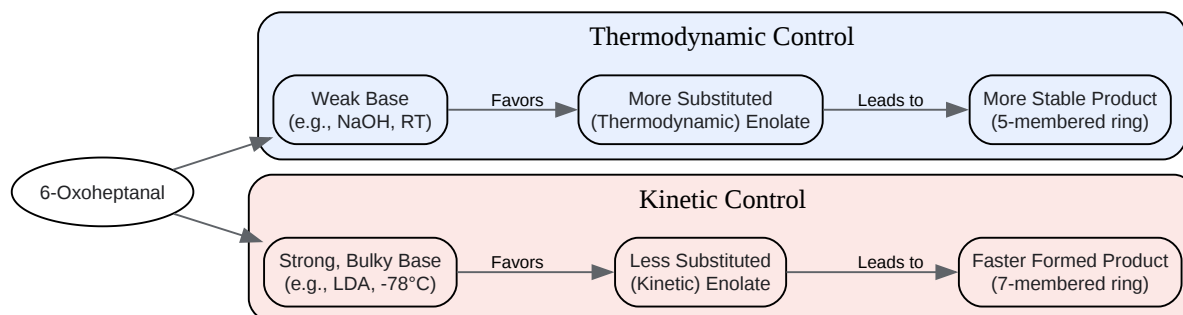 Thermodynamic Control
Weak Base
(e.g., NaOH, RT)
Favors
More Substituted
(Thermodynamic) Enolate
Leads to
More Stable Product
(5-membered ring)
6-Oxoheptanal
Kinetic Control
Strong, Bulky Base
(e.g., LDA, -78°C)
Favors
Less Substituted
(Kinetic) Enolate
Leads to
Faster Formed Product
(7-membered ring)